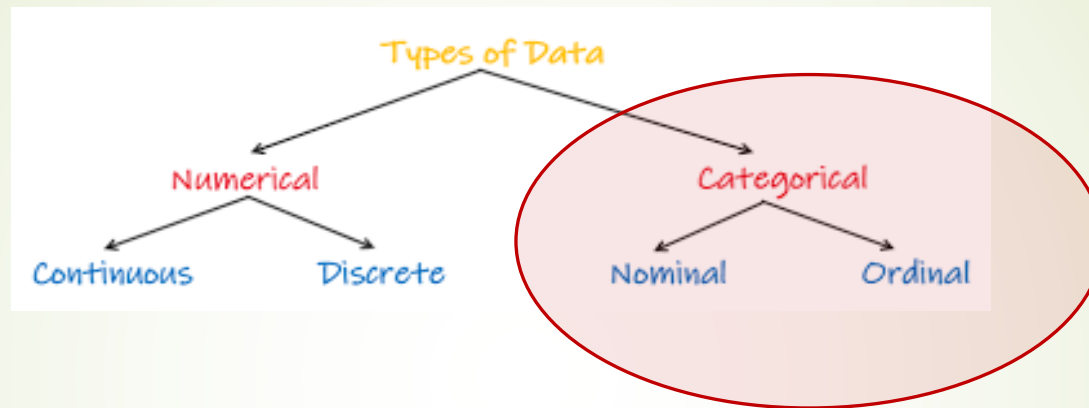 Types of Data
Numerical Categorical
Continuous Discrete Nominal Ordinal